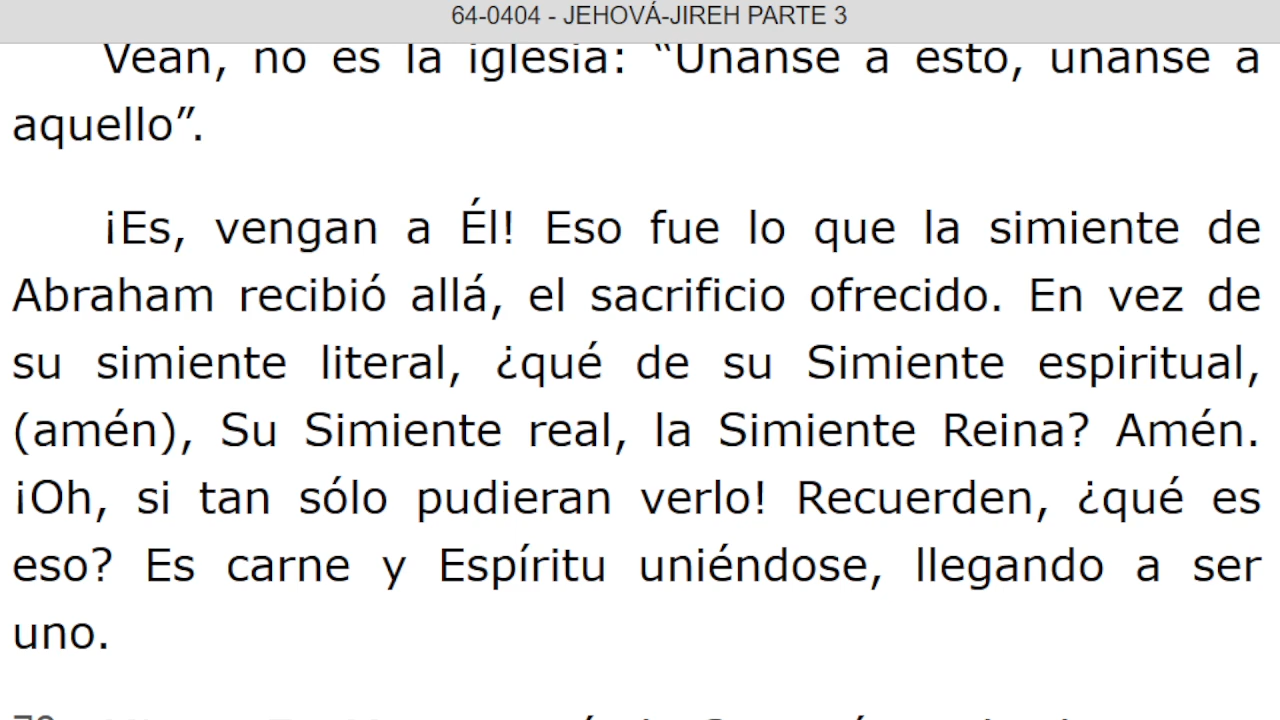 64-0404 - JEHOVÁ-JIREH PARTE 3
Vean, no es la iglesia: “Únanse a esto, únanse a
aquello”.
¡Es, vengan a Él! Eso fue lo que la simiente de
Abraham recibió allá, el sacrificio ofrecido. En vez de
su simiente literal, ¿qué de su Simiente espiritual,
(amén), Su Simiente real, la Simiente Reina? Amén.
¡Oh, si tan sólo pudieran verlo! Recuerden, ¿qué es
eso? Es carne y Espíritu uniéndose, llegando a ser
uno.